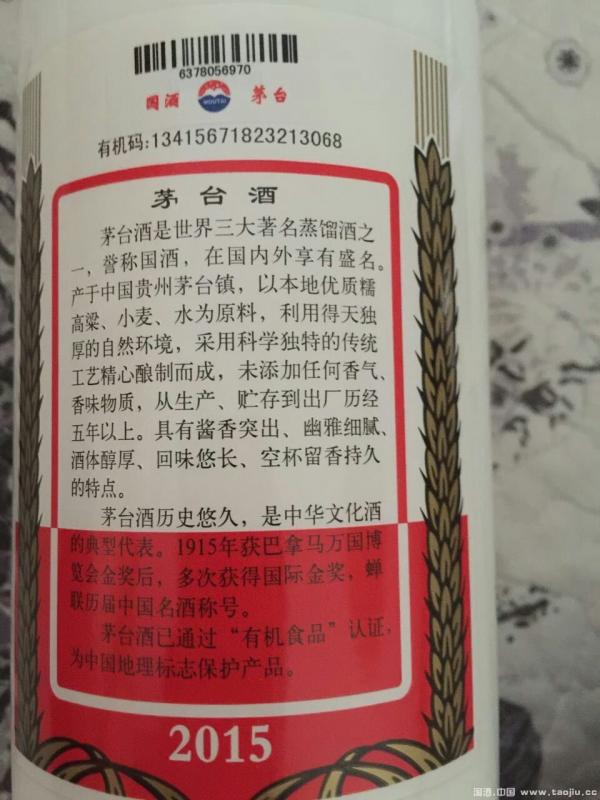 6378056970
国酒 MOUTAI 茅台
有机码:13415671823213068
茅台酒
茅台酒是世界三大著名蒸馏酒之
一，誉称国酒，在国内外享有盛名。
产于中国贵州茅台镇，以本地优质糯
高粱、小麦、水为原料，利用得天独
厚的自然环境，采用科学独特的传统
工艺精心酿制而成，未添加任何香气、
香味物质，从生产、贮存到出厂历经
五年以上。具有酱香突出、幽雅细腻、
酒体醇厚、回味悠长、空杯留香持久
的特点。
茅台酒历史悠久，是中华文化酒
的典型代表。1915年获巴拿马万国博
览会金奖后，多次获得国际金奖，蝉
联历届中国名酒称号。
茅台酒已通过“有机食品”认证，
为中国地理标志保护产品。
2015
国酒.中国 www.taojiu.cc